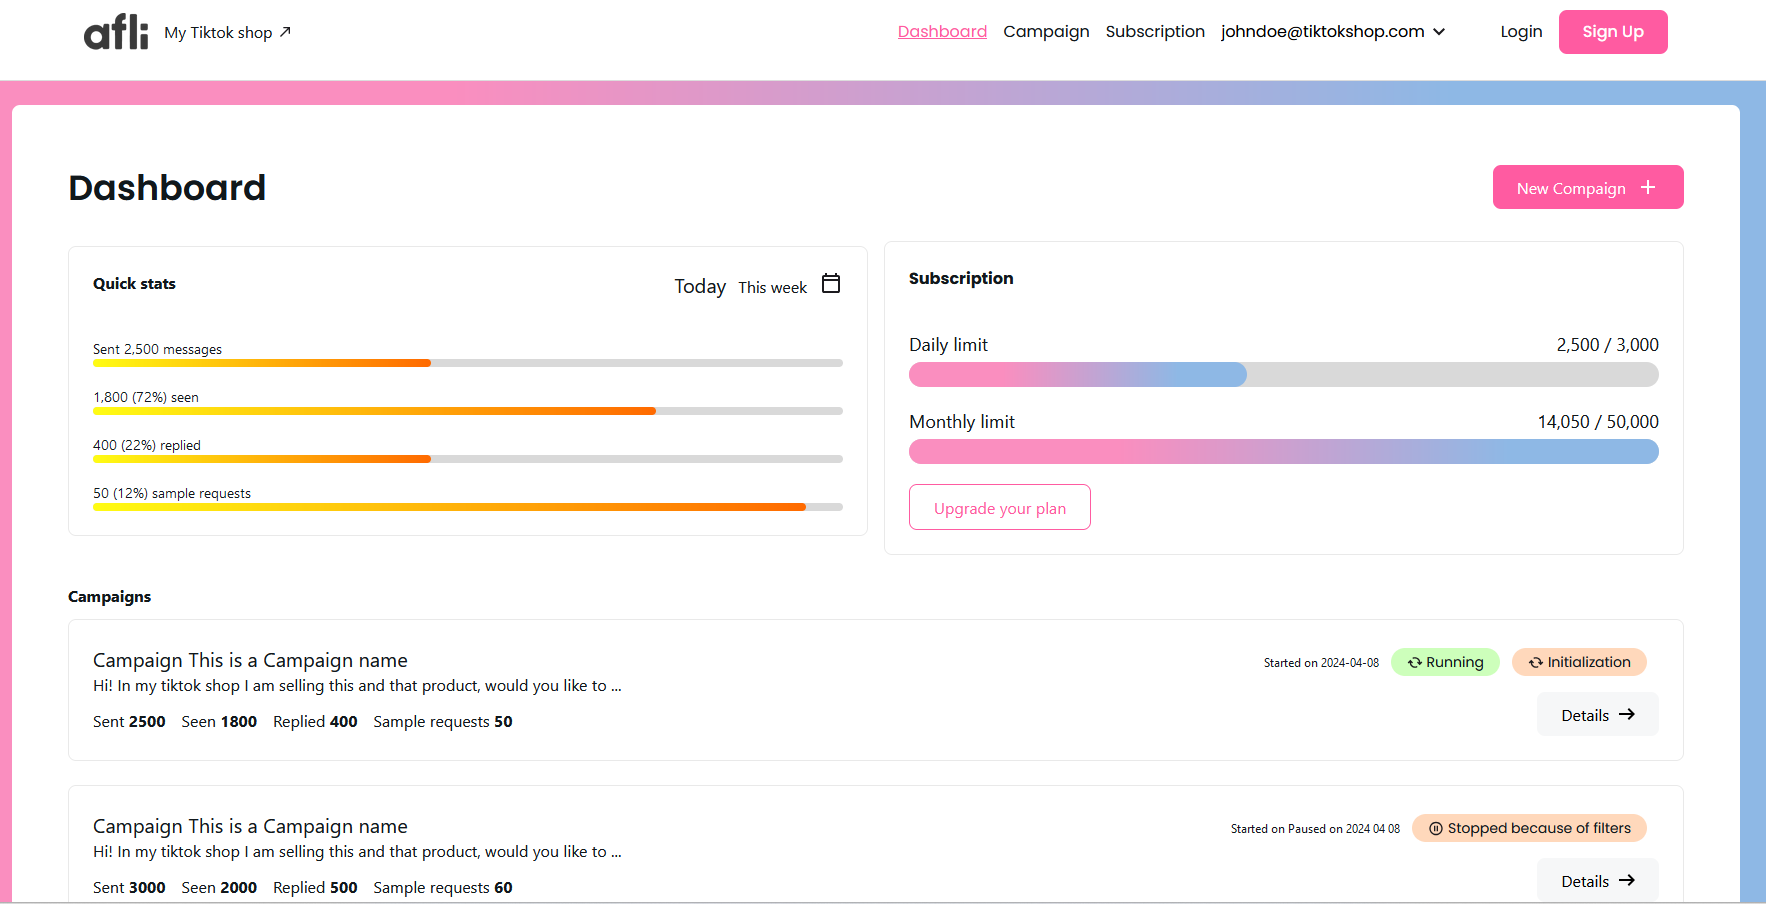 afli My Tiktok shop Dashboard Campaign Subscription johndoe@tiktokshop.com Login Sign Up
Dashboard
New Compaign
Quick stats
Today This week
Sent 2,500 messages
1,800 (72%) seen
400 (22%) replied
50 (12%) sample requests
Subscription
Daily limit 2,500 / 3,000
Monthly limit 14,050 / 50,000
Upgrade your plan
Campaigns
Campaign This is a Campaign name
Started on 2024-04-08 Running Initialization
Hi! In my tiktok shop I am selling this and that product, would you like to ...
Sent 2500 Seen 1800 Replied 400 Sample requests 50
Details
Campaign This is a Campaign name
Started on Paused on 2024 04 08 Stopped because of filters
Hi! In my tiktok shop I am selling this and that product, would you like to ...
Sent 3000 Seen 2000 Replied 500 Sample requests 60
Details